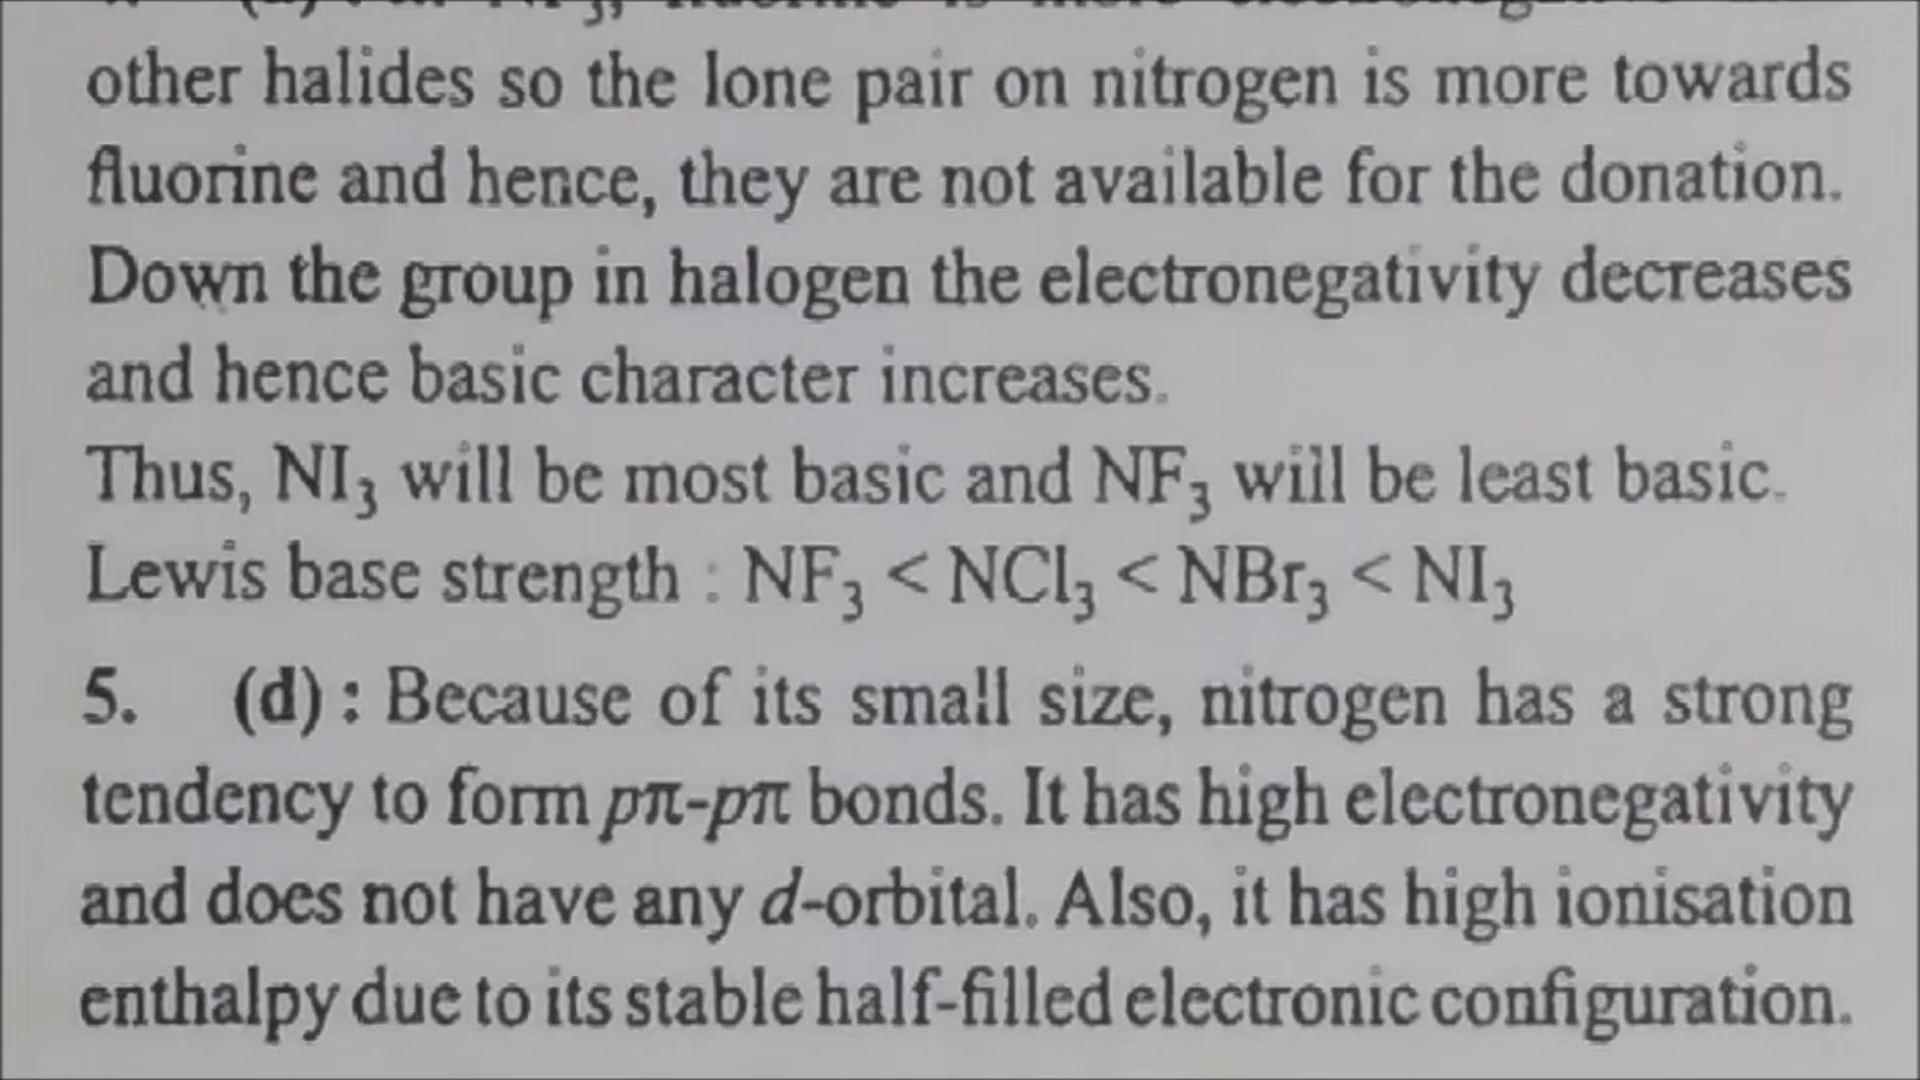 other halides so the lone pair on nitrogen is more towards
fluorine and hence, they are not available for the donation.
Down the group in halogen the electronegativity decreases
and hence basic character increases.
Thus, NI₃ will be most basic and NF₃ will be least basic.
Lewis base strength : NF₃ < NCl₃ < NBr₃ < NI₃
5. (d) : Because of its small size, nitrogen has a strong
tendency to form pπ-pπ bonds. It has high electronegativity
and does not have any d-orbital. Also, it has high ionisation
enthalpy due to its stable half-filled electronic configuration.